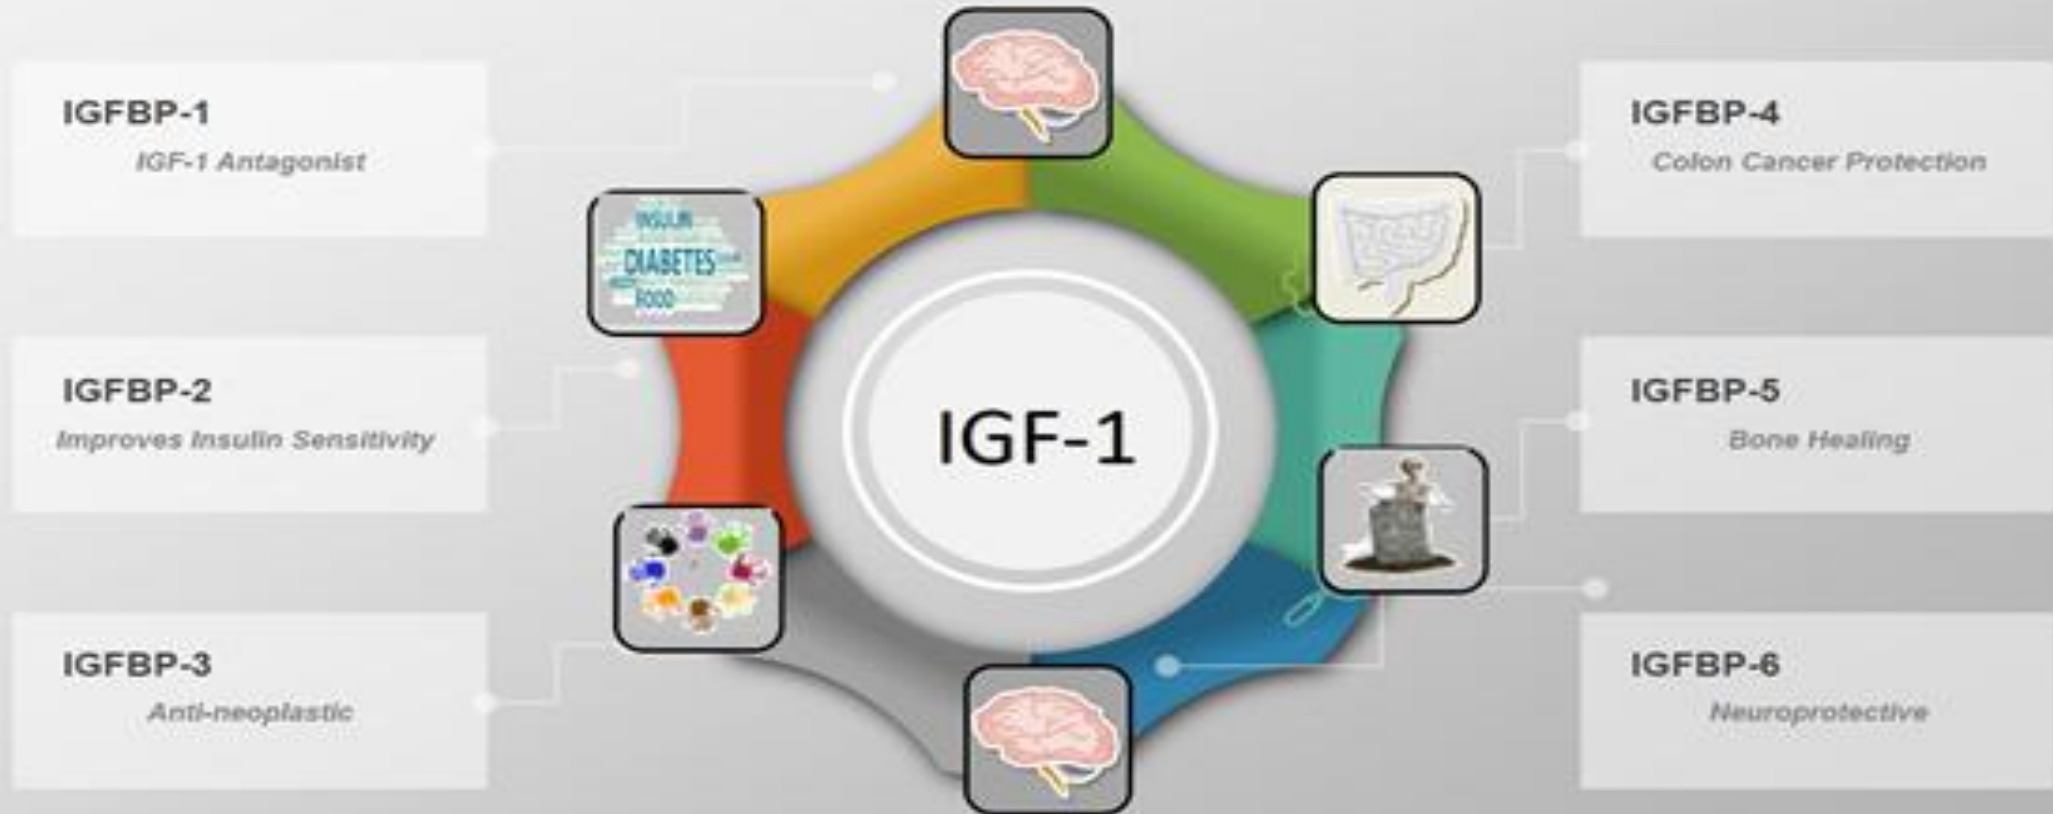 IGFBP-1
IGF-1 Antagonist
IGFBP-2
Improves Insulin Sensitivity
IGFBP-3
Anti-neoplastic
INSULIN
DIABETES
FOOD
IGF-1
IGFBP-4
Colon Cancer Protection
IGFBP-5
Bone Healing
IGFBP-6
Neuroprotective